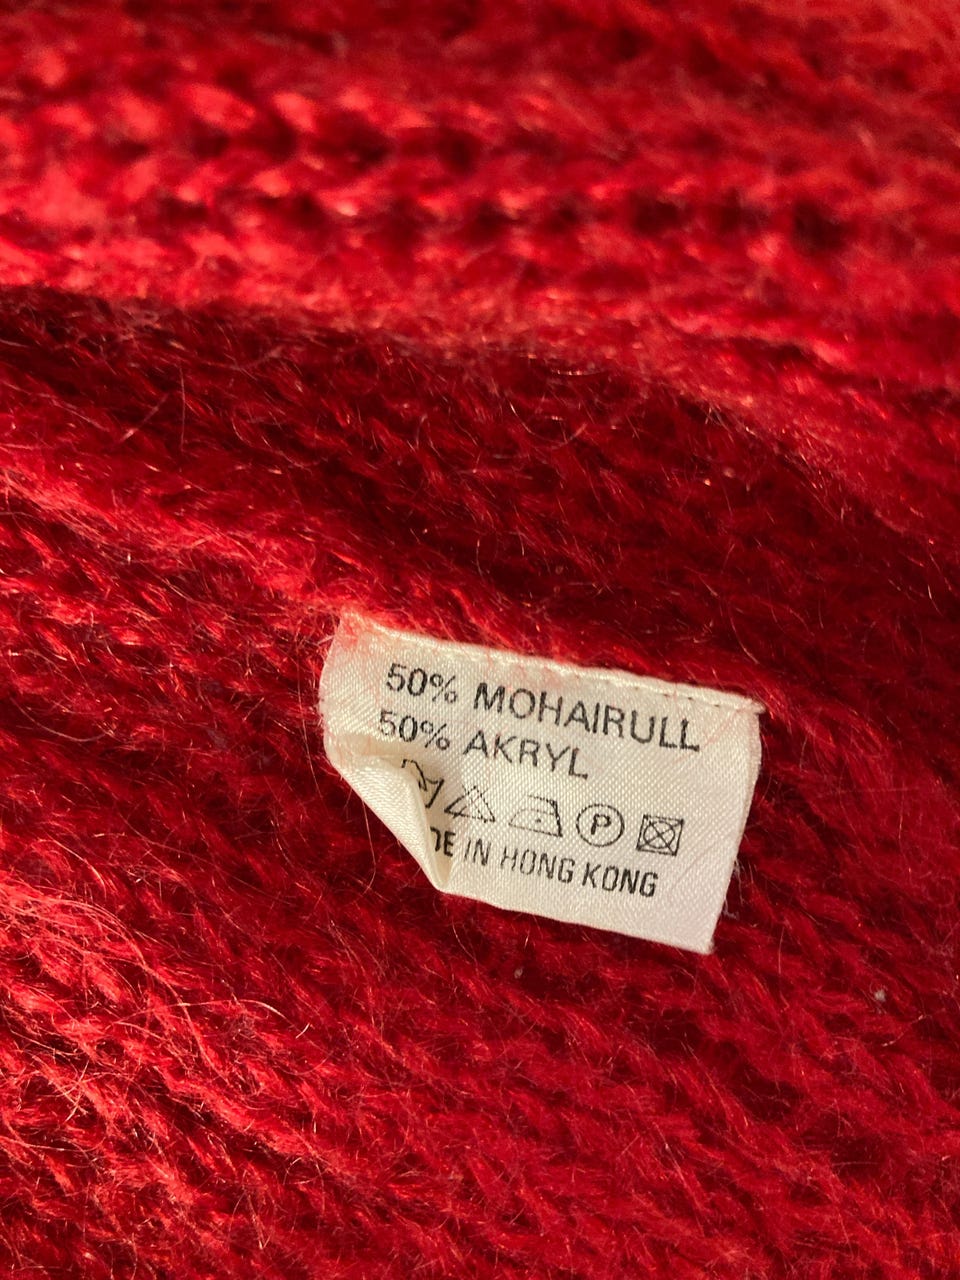 50% MOHAIRULL
50% AKRYL
P
DE IN HONG KONG